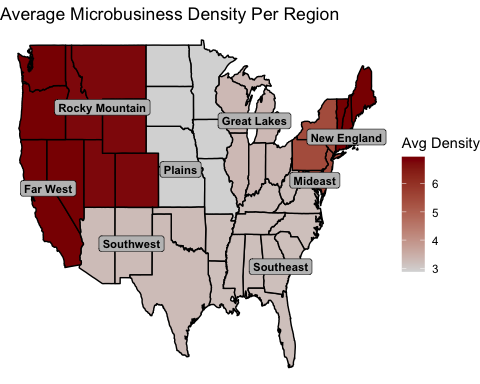 Average Microbusiness Density Per Region
Rocky Mountain
Great Lakes
New England
Avg Density
Plains
Mideast
Far West
6
5
Southwest
4
Southeast
3